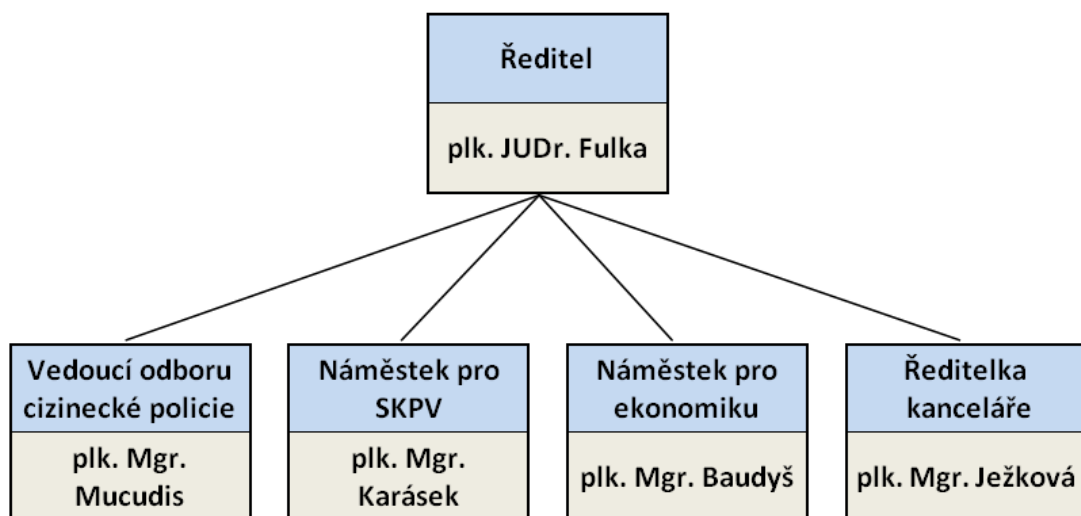 Ředitel
plk. JUDr. Fulka
Vedoucí odboru
cizinecké policie
plk. Mgr.
Mucudis
Náměstek pro
SKPV
plk. Mgr.
Karásek
Náměstek pro
ekonomiku
plk. Mgr. Baudyš
Ředitelka
kanceláře
plk. Mgr. Ježková